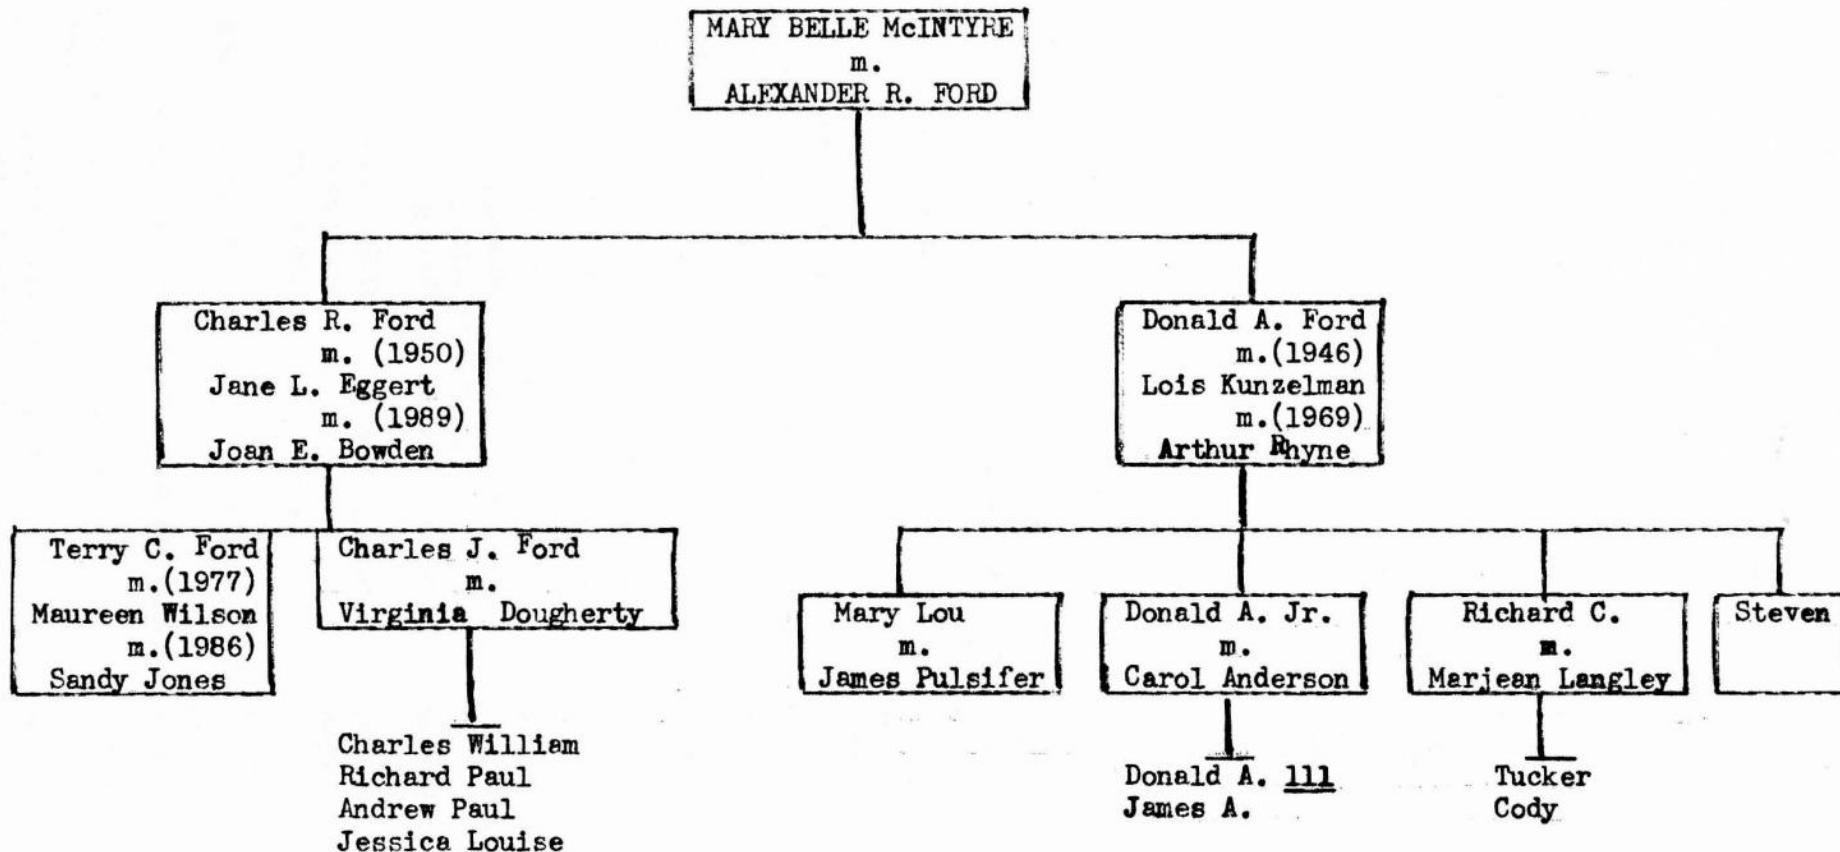 MARY BELLE McINTYRE
m.
ALEXANDER R. FORD
Charles R. Ford
m. (1950)
Jane L. Eggert
m. (1989)
Joan E. Bowden
Donald A. Ford
m.(1946)
Lois Kunzelman
m.(1969)
Arthur Rhyne
Terry C. Ford
m.(1977)
Maureen Wilson
m.(1986)
Sandy Jones
Charles J. Ford
m.
Virginia Dougherty
Charles William
Richard Paul
Andrew Paul
Jessica Louise
Mary Lou
m.
James Pulsifer
Donald A. Jr.
m.
Carol Anderson
Donald A. lll
James A.
Richard C.
m.
Marjean Langley
Tucker
Cody
Steven